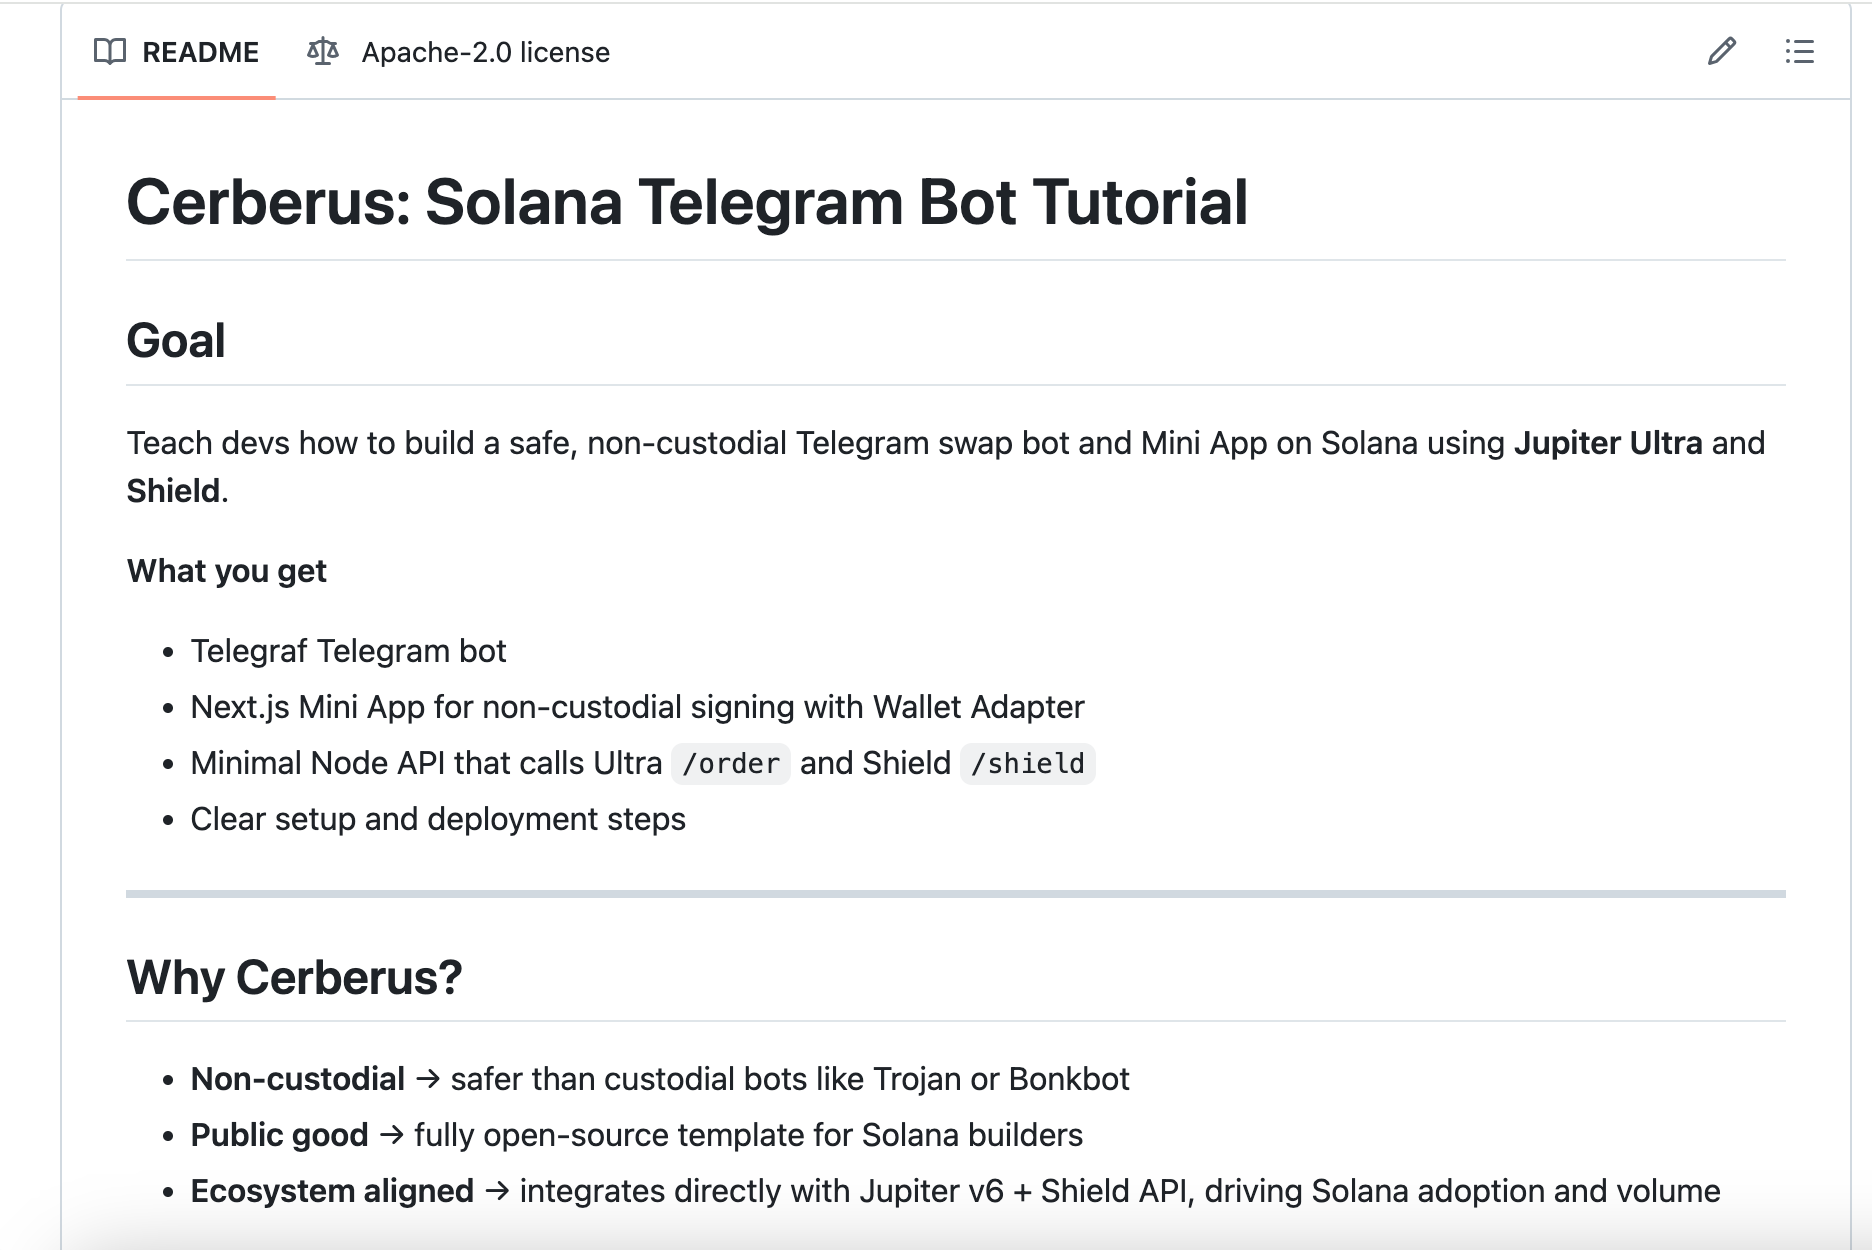 README
Apache-2.0 license
Cerberus: Solana Telegram Bot Tutorial
Goal
Teach devs how to build a safe, non-custodial Telegram swap bot and Mini App on Solana using Jupiter Ultra and
Shield.
What you get
• Telegraf Telegram bot
• Next.js Mini App for non-custodial signing with Wallet Adapter
• Minimal Node API that calls Ultra /order and Shield /shield
• Clear setup and deployment steps
Why Cerberus?
• Non-custodial → safer than custodial bots like Trojan or Bonkbot
• Public good → fully open-source template for Solana builders
• Ecosystem aligned → integrates directly with Jupiter v6 + Shield API, driving Solana adoption and volume